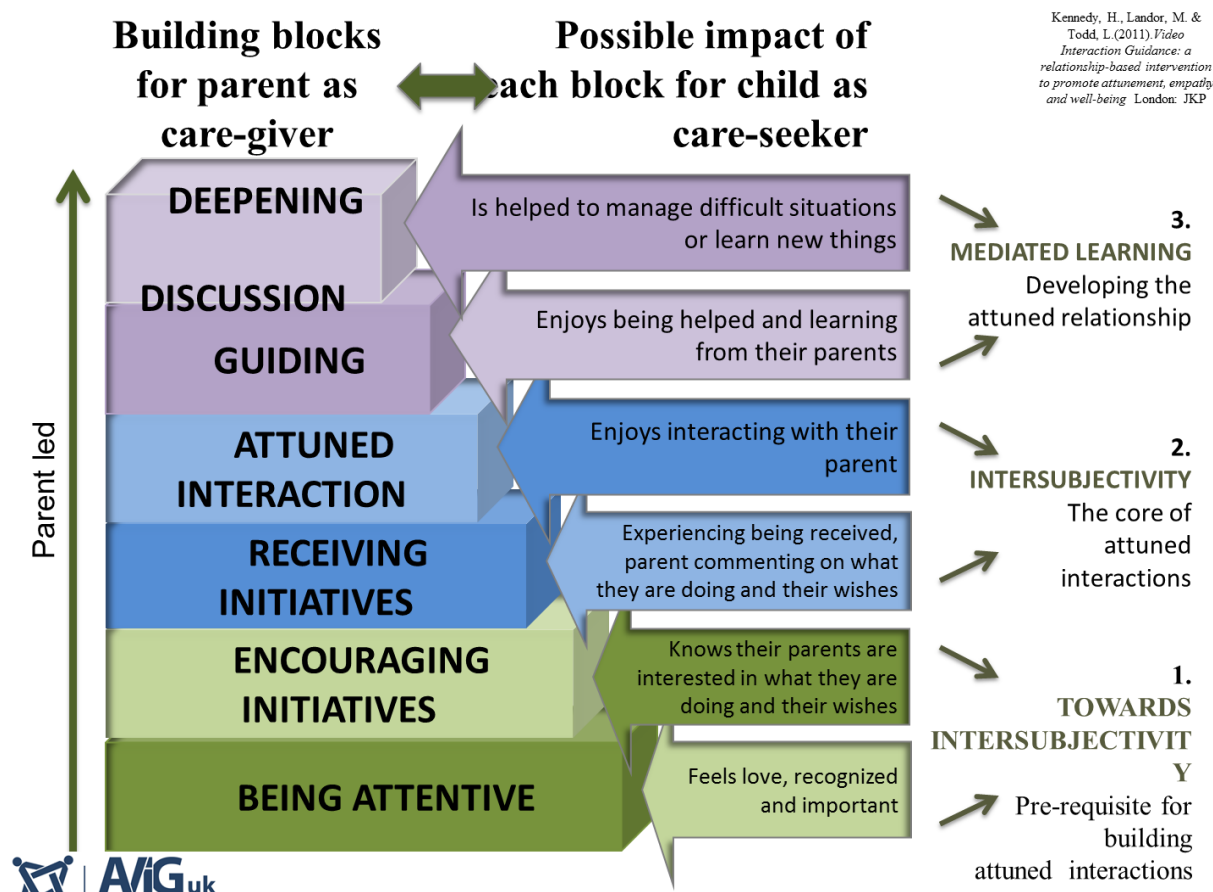 Building blocks
for parent as
care-giver
Possible impact of
each block for child as
care-seeker
Kennedy, H., Landor, M. &
Todd, L.(2011).Video
Interaction Guidance: a
relationship-based intervention
to promote attunement, empathy
and well-being London: JKP
Parent led
DEEPENING
DISCUSSION
Is helped to manage difficult situations
or learn new things
GUIDING
Enjoys being helped and learning
from their parents
3.
MEDIATED LEARNING
Developing the
attuned relationship
ATTUNED
INTERACTION
Enjoys interacting with their
parent
RECEIVING
INITIATIVES
Experiencing being received,
parent commenting on what
they are doing and their wishes
2.
INTERSUBJECTIVITY
The core of
attuned
interactions
ENCOURAGING
INITIATIVES
Knows their parents are
interested in what they are
doing and their wishes
BEING ATTENTIVE
Feels love, recognized
and important
1.
TOWARDS
INTERSUBJECTIVIT
Y
Pre-requisite for
building
attuned interactions
AViGuk